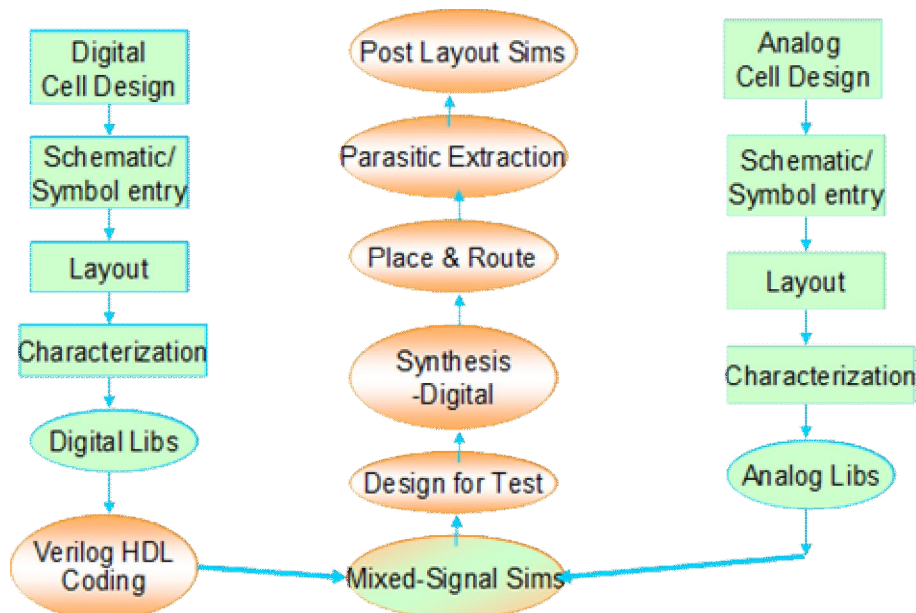 Digital
Cell Design
Schematic/
Symbol entry
Layout
Characterization
Digital Libs
Verilog HDL
Coding
Post Layout Sims
Parasitic Extraction
Place & Route
Synthesis
-Digital
Design for Test
Mixed-Signal Sims
Analog
Cell Design
Schematic/
Symbol entry
Layout
Characterization
Analog Libs